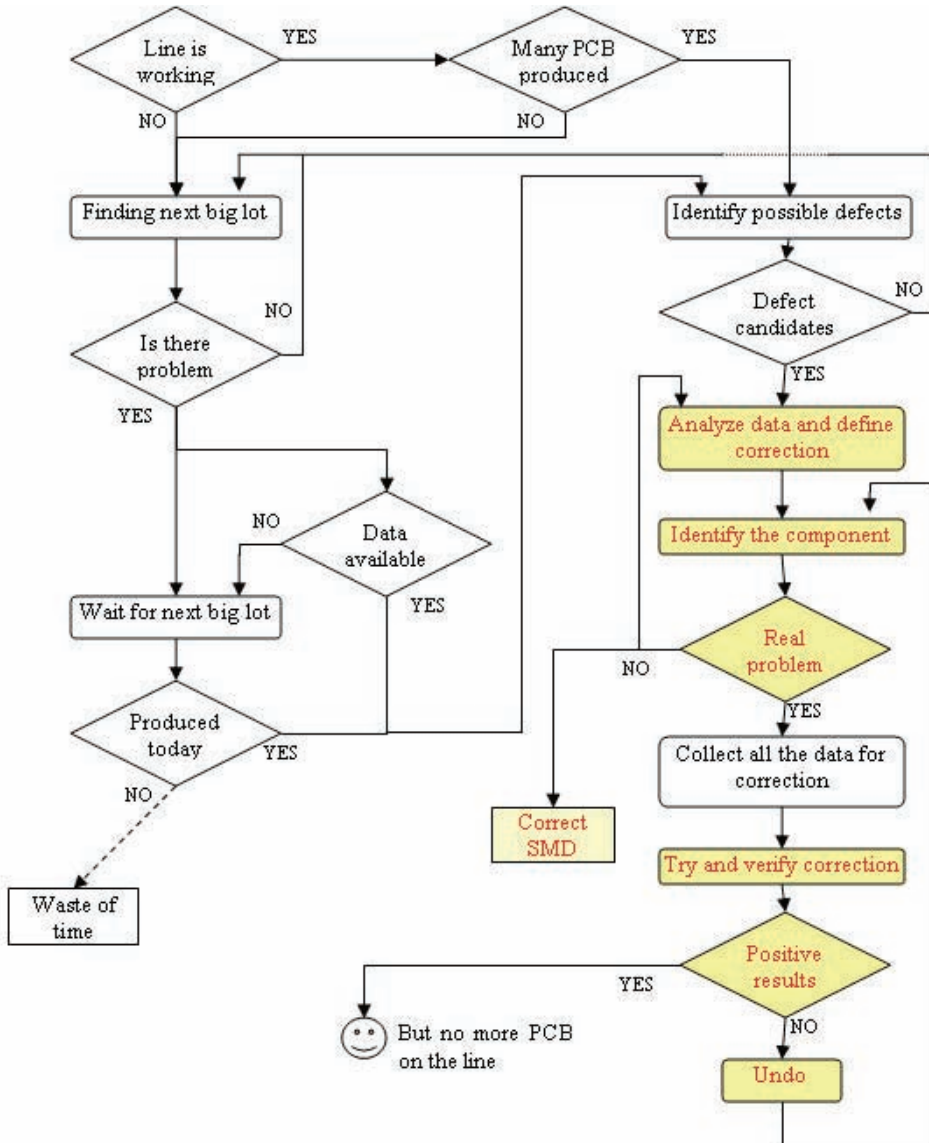 YES
YES
Line is
working
Many PCB
produced
NO
NO
Finding next big lot
Identify possible defects
NO
NO
Defect
candidates
Is there
problem
YES
YES
Analyze data and define
correction
NO
Data
available
Identify the component
YES
Wait for next big lot
Real
problem
NO
YES
Produced
today
YES
Collect all the data for
correction
NO
Correct
SMD
Try and verify correction
Waste of
time
Positive
results
YES
NO
But no more PCB
on the line
Undo